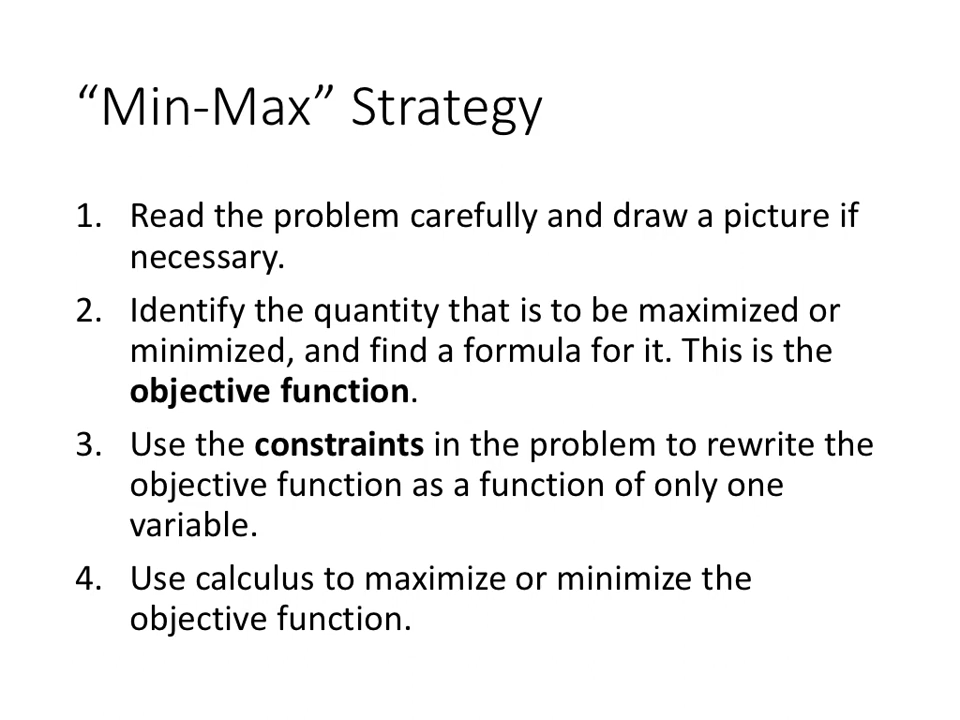 “Min-Max” Strategy
1. Read the problem carefully and draw a picture if
necessary.
2. Identify the quantity that is to be maximized or
minimized, and find a formula for it. This is the
objective function.
3. Use the constraints in the problem to rewrite the
objective function as a function of only one
variable.
4. Use calculus to maximize or minimize the
objective function.